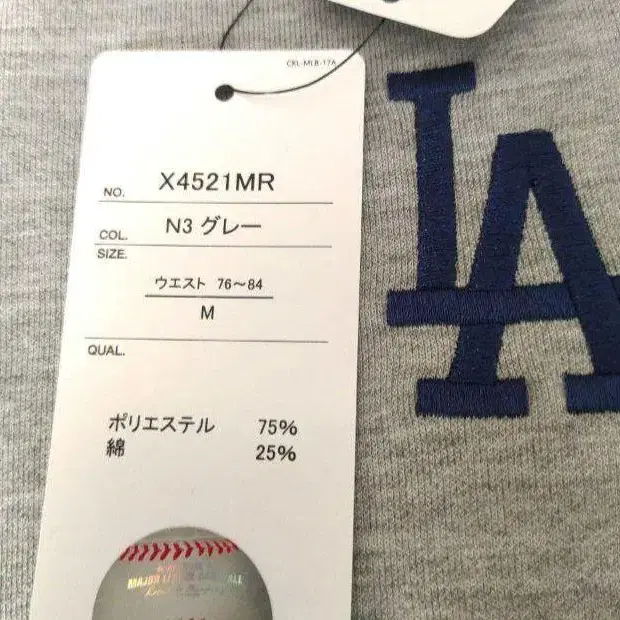 CKL-MLB-17A
NO. X4521MR
COL. N3 グレー
SIZE.
ウエスト 76～84
M
QUAL.
ポリエステル 75%
綿 25%
MAJOR LEAGUE BASEBALL
LA